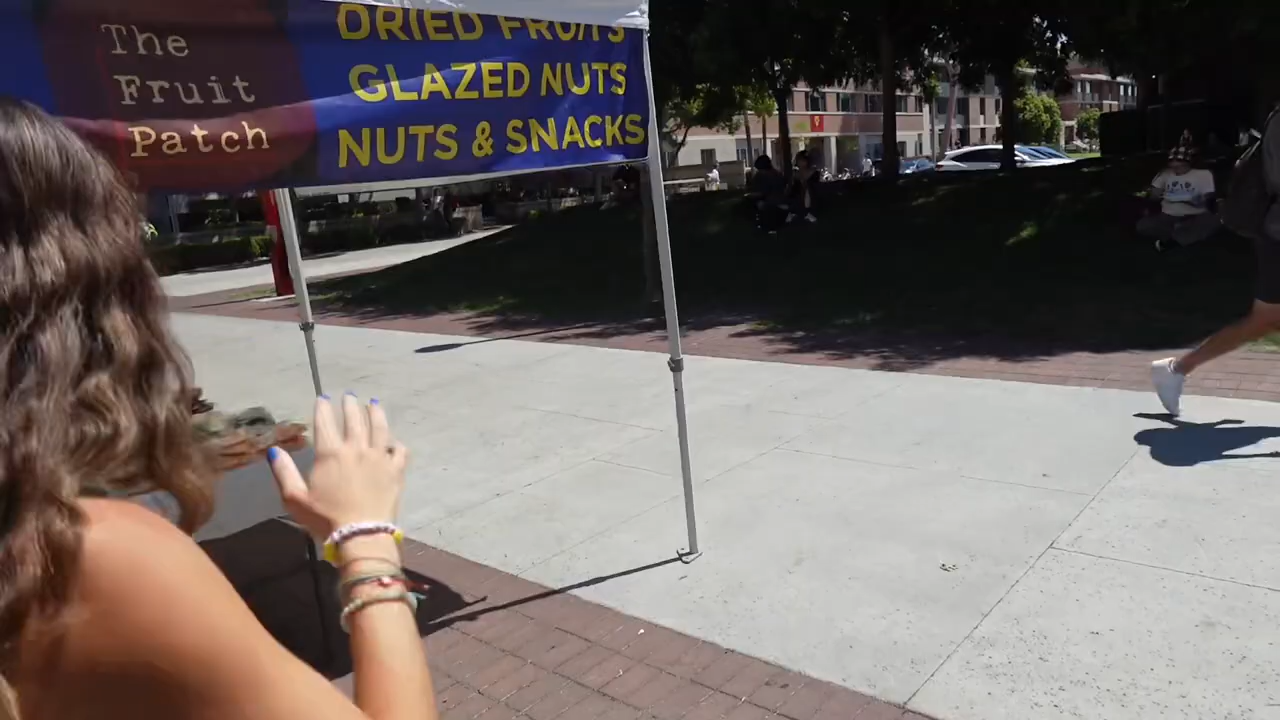 The
Fruit
Patch
DRIED FRUITS
GLAZED NUTS
NUTS & SNACKS